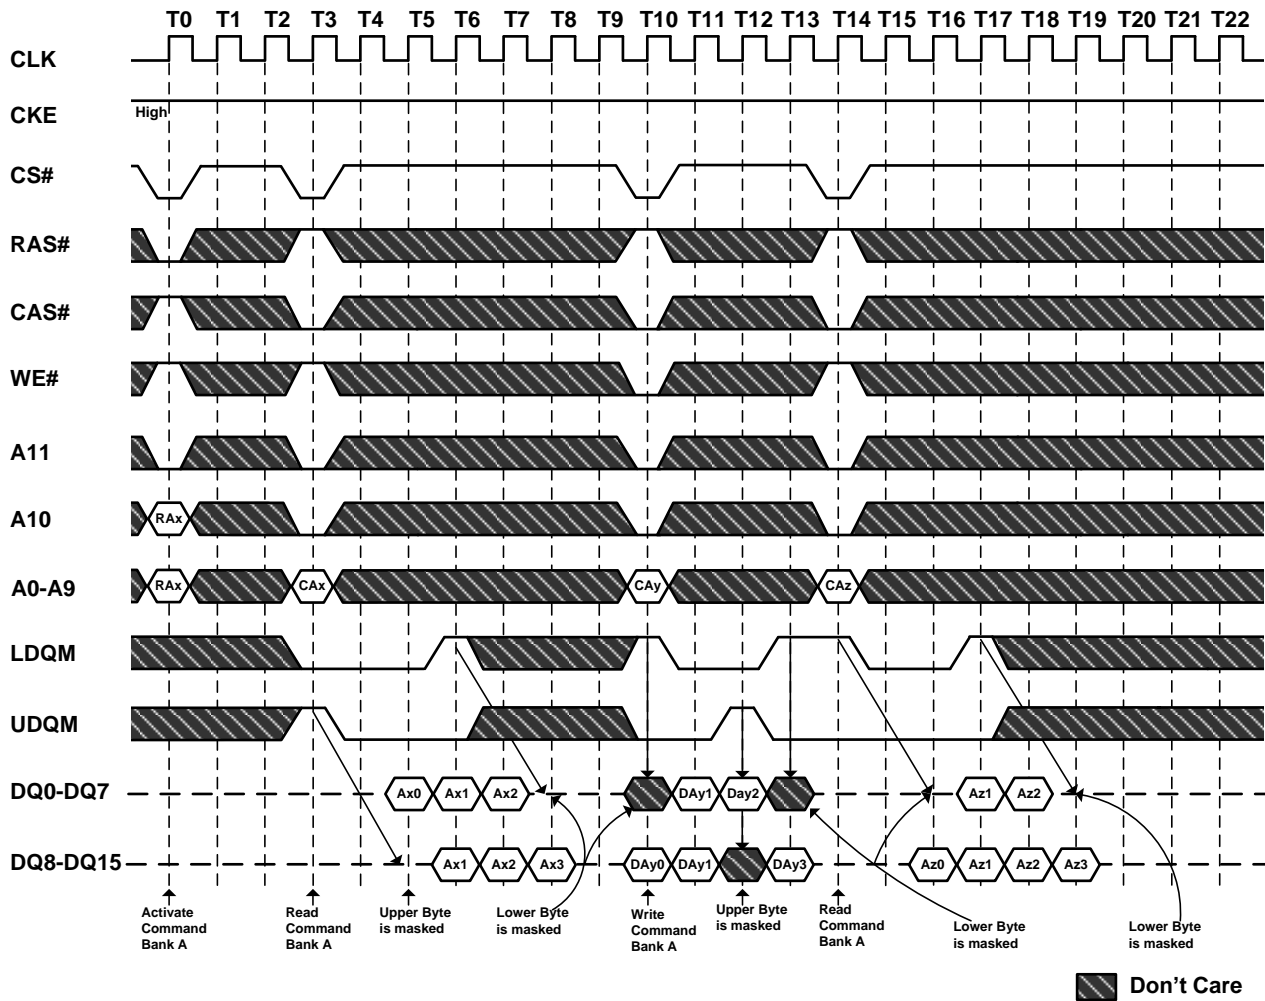 T0 T1 T2 T3 T4 T5 T6 T7 T8 T9 T10 T11 T12 T13 T14 T15 T16 T17 T18 T19 T20 T21 T22
CLK
CKE High
CS#
RAS#
CAS#
WE#
A11
A10 RAx
A0-A9 RAx CAx CAy CAz
LDQM
UDQM
DQ0-DQ7 Ax0 Ax1 Ax2 DAy1 Day2 Az1 Az2
DQ8-DQ15 Ax1 Ax2 Ax3 DAy0 DAy1 DAy3 Az0 Az1 Az2 Az3
Activate
Command
Bank A
Read
Command
Bank A
Upper Byte
is masked
Lower Byte
is masked
Write
Command
Bank A
Upper Byte
is masked
Read
Command
Bank A
Lower Byte
is masked
Lower Byte
is masked
Don't Care